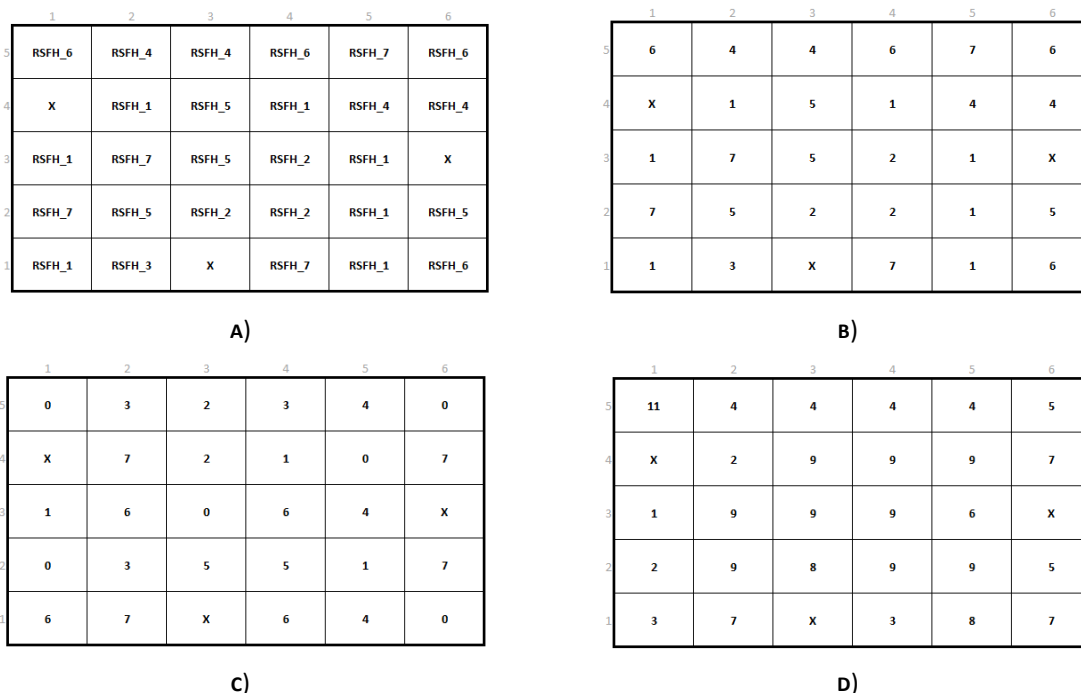 1 2 3 4 5 6
5 RSFH_6 RSFH_4 RSFH_4 RSFH_6 RSFH_7 RSFH_6
4 X RSFH_1 RSFH_5 RSFH_1 RSFH_4 RSFH_4
3 RSFH_1 RSFH_7 RSFH_5 RSFH_2 RSFH_1 X
2 RSFH_7 RSFH_5 RSFH_2 RSFH_2 RSFH_1 RSFH_5
1 RSFH_1 RSFH_3 X RSFH_7 RSFH_1 RSFH_6
A)
1 2 3 4 5 6
5 6 4 4 6 7 6
4 X 1 5 1 4 4
3 1 7 5 2 1 X
2 7 5 2 2 1 5
1 1 3 X 7 1 6
B)
1 2 3 4 5 6
5 0 3 2 3 4 0
4 X 7 2 1 0 7
3 1 6 0 6 4 X
2 0 3 5 5 1 7
1 6 7 X 6 4 0
C)
1 2 3 4 5 6
5 11 4 4 4 4 5
4 X 2 9 9 9 7
3 1 9 9 9 6 X
2 2 9 8 9 9 5
1 3 7 X 3 8 7
D)